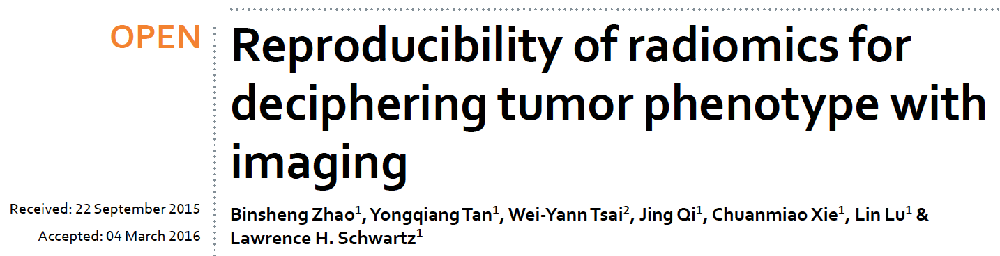 OPEN
Reproducibility of radiomics for
deciphering tumor phenotype with
imaging
Received: 22 September 2015
Accepted: 04 March 2016
Binsheng Zhao1, Yongqiang Tan1, Wei-Yann Tsai2, Jing Qi1, Chuanmiao Xie1, Lin Lu1 &
Lawrence H. Schwartz1